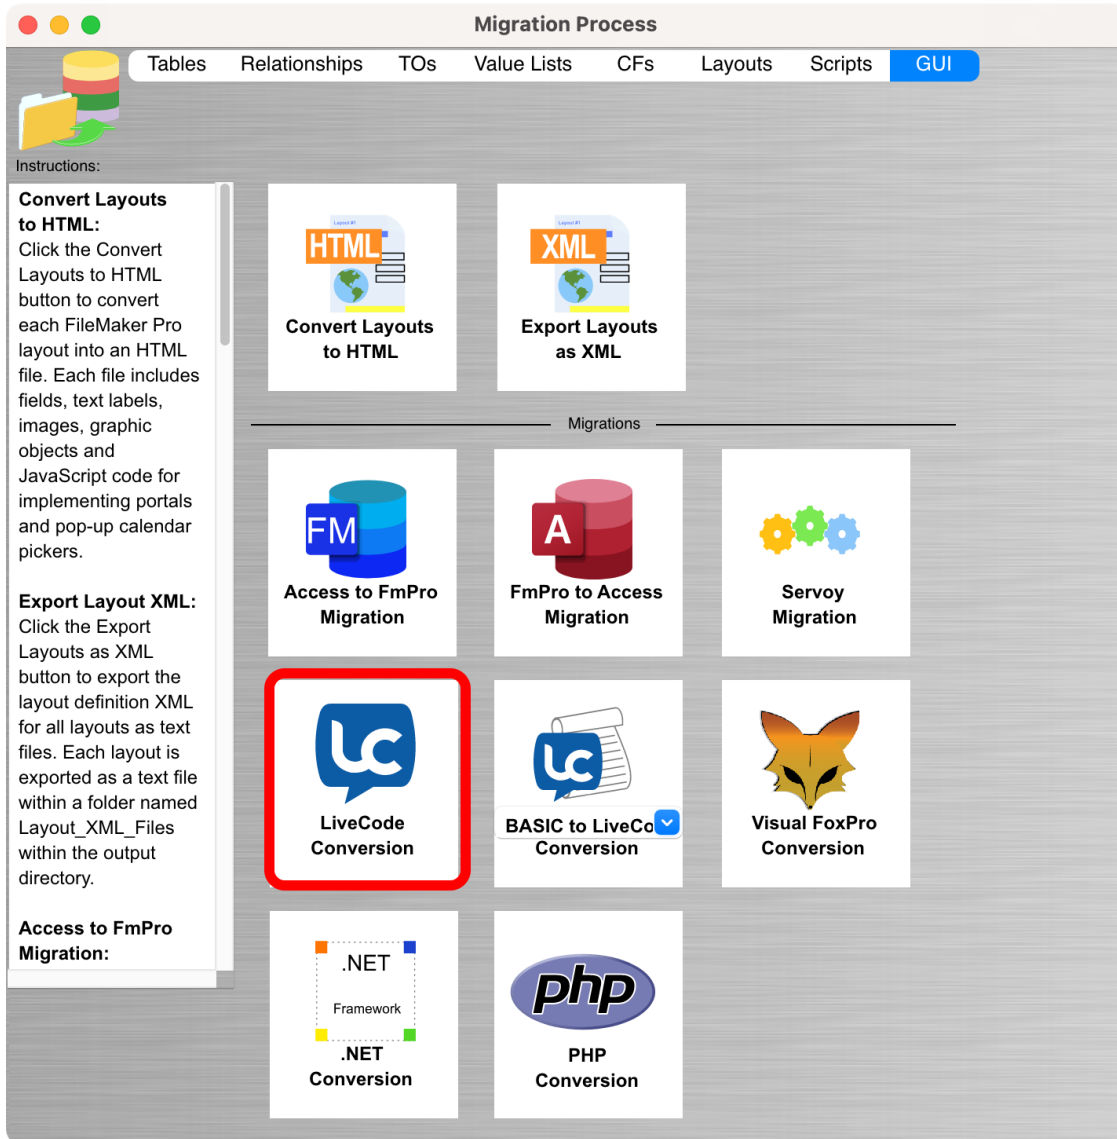 Migration Process
Tables Relationships TOs Value Lists CFs Layouts Scripts GUI
Instructions:
Convert Layouts
to HTML:
Click the Convert
Layouts to HTML
button to convert
each FileMaker Pro
layout into an HTML
file. Each file includes
fields, text labels,
images, graphic
objects and
JavaScript code for
implementing portals
and pop-up calendar
pickers.
Export Layout XML:
Click the Export
Layouts as XML
button to export the
layout definition XML
for all layouts as text
files. Each layout is
exported as a text file
within a folder named
Layout_XML_Files
within the output
directory.
Access to FmPro
Migration:
Layout #1
HTML
Convert Layouts
to HTML
Layout #1
XML
Export Layouts
as XML
Migrations
FM
Access to FmPro
Migration
A
FmPro to Access
Migration
Servoy
Migration
LC
LiveCode
Conversion
LC
BASIC to LiveCo
Conversion
Visual FoxPro
Conversion
.NET
Framework
.NET
Conversion
php
PHP
Conversion